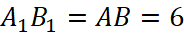 A₁B₁ = AB = 6